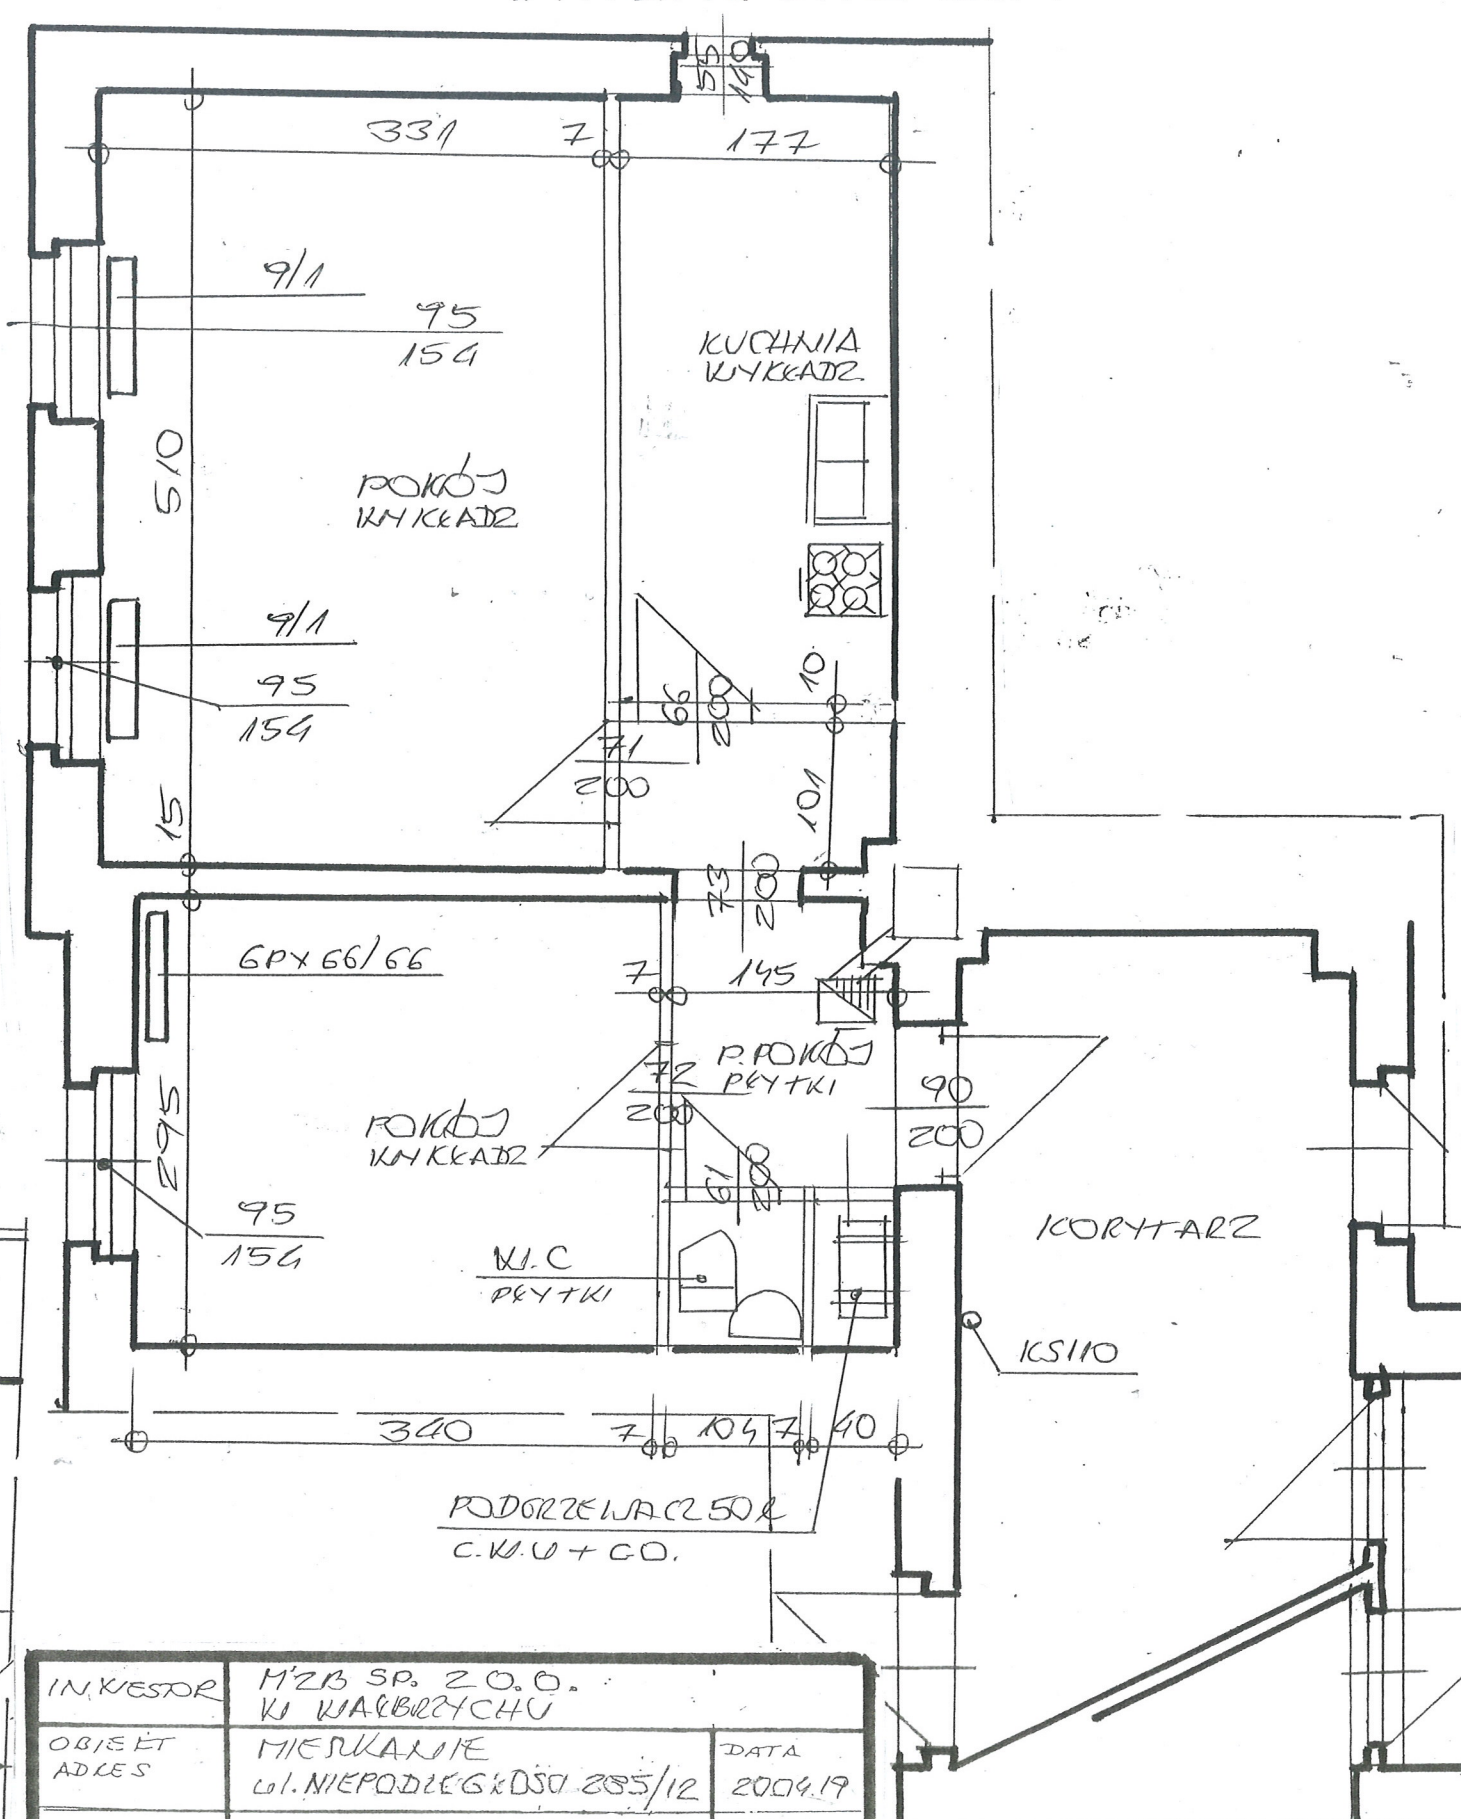 55
140
331
7
177
9/1
95
154
KUCHNIA
WYKŁADZ.
510
POKÓJ
WYKŁADZ
9/1
95
154
10
66
200
71
200
15
101
73
200
GPX 66/66
7
145
P. POKÓJ
PŁYTKI
72
200
90
200
POKÓJ
WYKŁADZ
295
61
200
95
154
W.C
PŁYTKI
KORYTARZ
KS110
340
7
104
7
40
PODGRZEWACZ 50 l
C.W.U + CO.
INWESTOR
MZB SP. Z O.O.
W WAŁBRZYCHU
OBIEKT
ADRES
MIESZKANIE
ul. NIEPODLEGŁOŚCI 285/12
DATA
2004.19